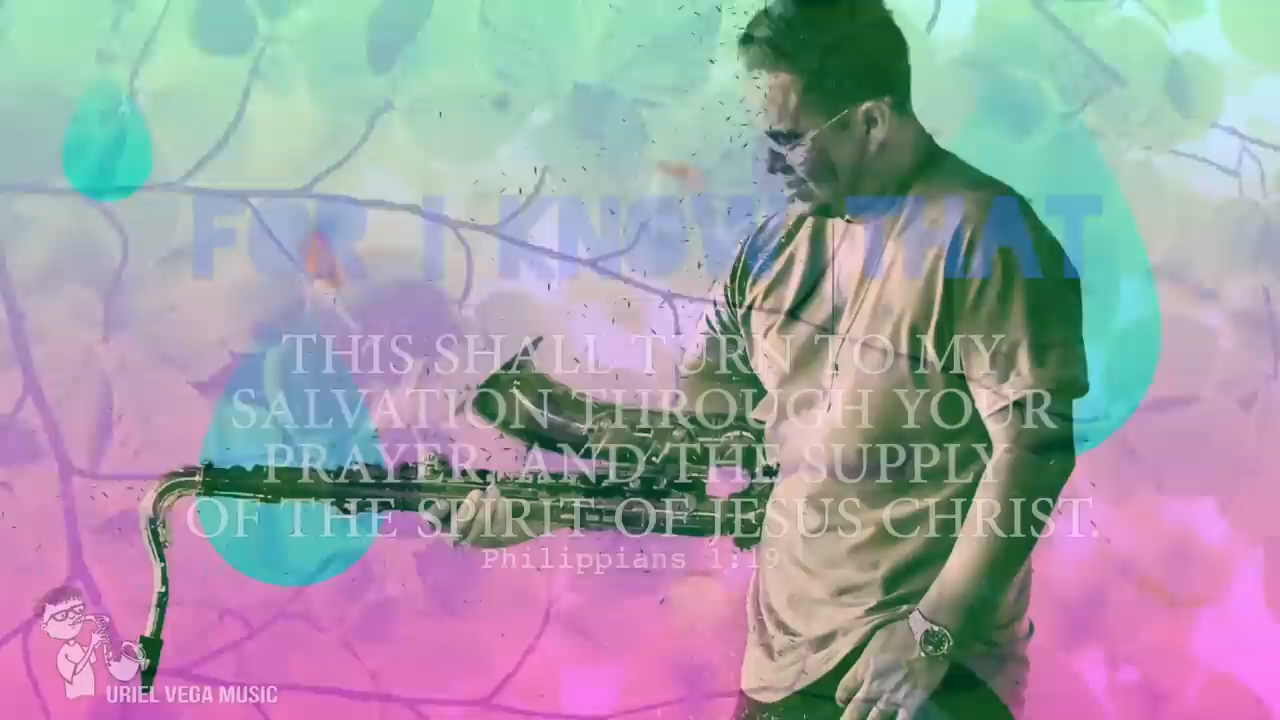 FOR I KNOW THAT
THIS SHALL TURN TO MY
SALVATION THROUGH YOUR
PRAYER, AND THE SUPPLY
OF THE SPIRIT OF JESUS CHRIST.
Philippians 1:19
URIEL VEGA MUSIC